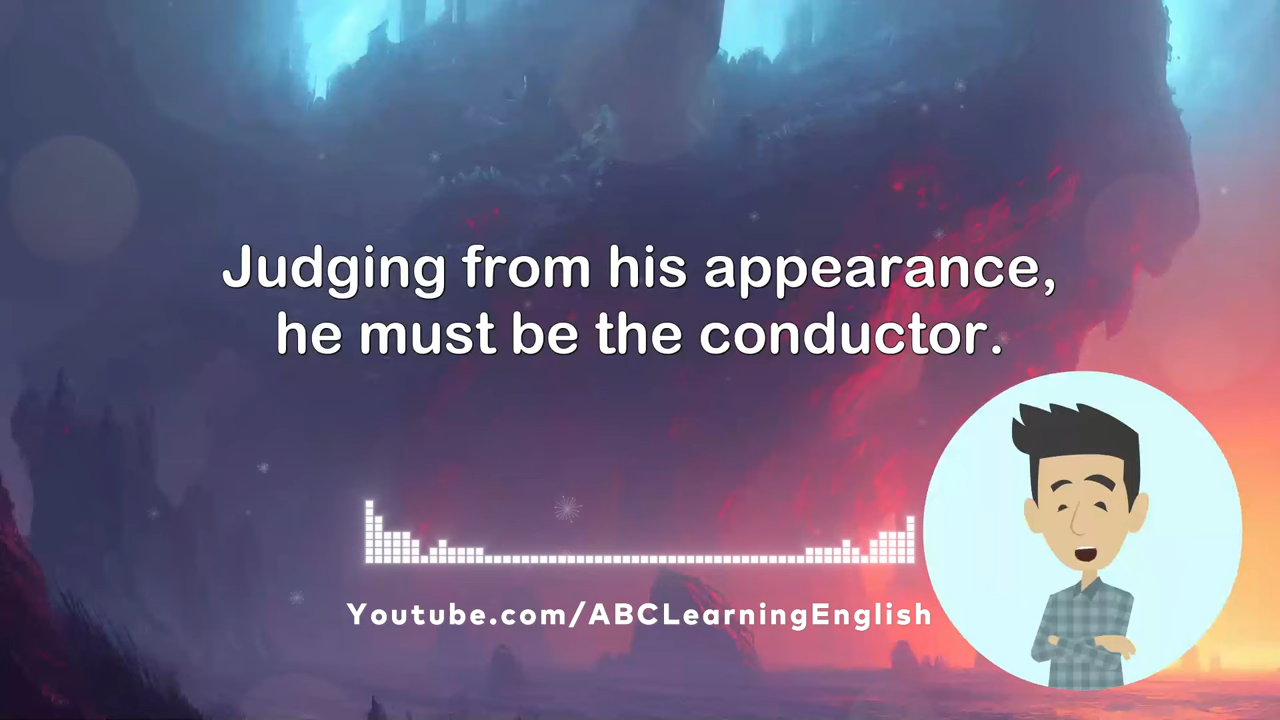 Judging from his appearance,
he must be the conductor.
Youtube.com/ABCLearningEnglish